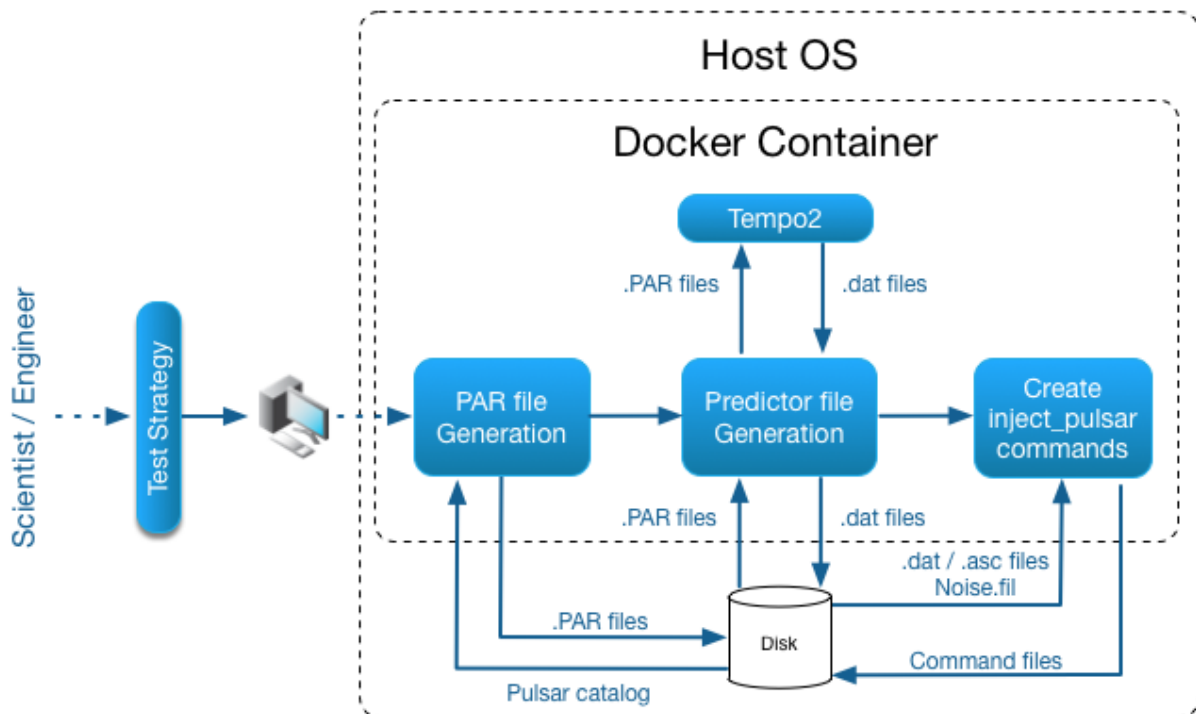 Host OS
Docker Container
Tempo2
.PAR files
.dat files
Scientist / Engineer
Test Strategy
PAR file
Generation
Predictor file
Generation
Create
inject_pulsar
commands
.PAR files
.dat files
.dat / .asc files
Noise.fil
.PAR files
Disk
Command files
Pulsar catalog